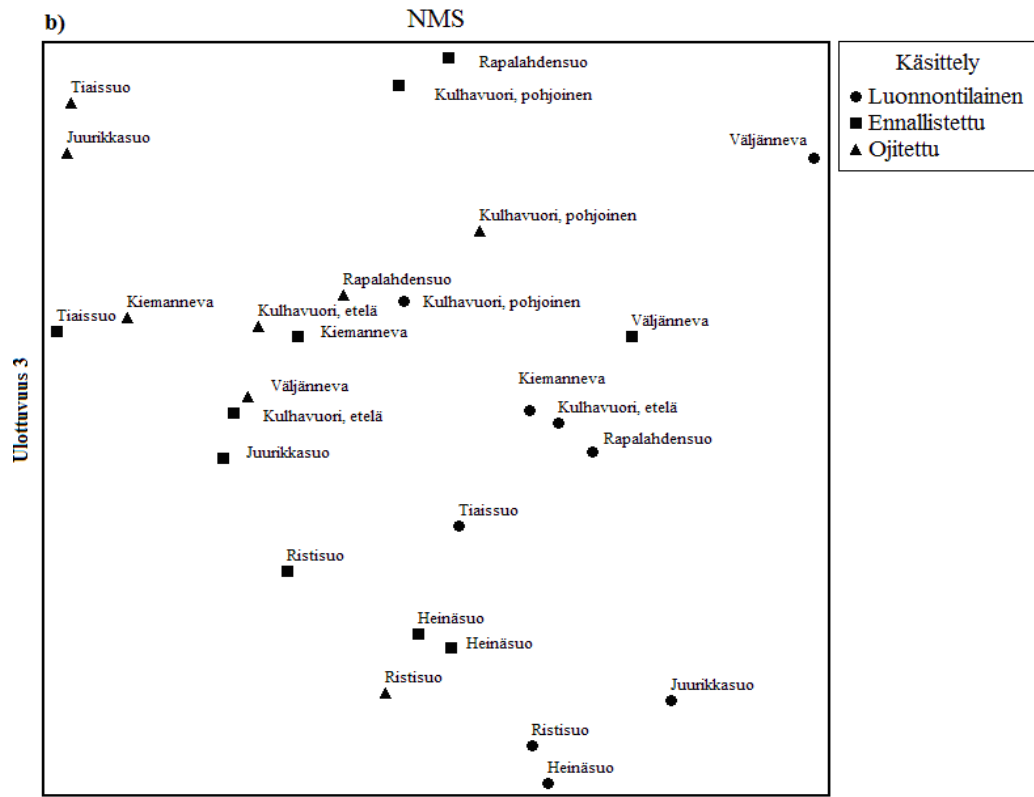 b)
NMS
Käsittely
Luonnontilainen
Ennallistettu
Ojitettu
Ulottuvuus 3
Rapalahdensuo
Tiaissuo
Kulhavuori, pohjoinen
Juurikkasuo
Väljänneva
Kulhavuori, pohjoinen
Rapalahdensuo
Kiemanneva
Kulhavuori, pohjoinen
Kulhavuori, etelä
Tiaissuo
Väljänneva
Kiemanneva
Kiemanneva
Väljänneva
Kulhavuori, etelä
Kulhavuori, etelä
Rapalahdensuo
Juurikkasuo
Tiaissuo
Ristisuo
Heinäsuo
Heinäsuo
Ristisuo
Juurikkasuo
Ristisuo
Heinäsuo